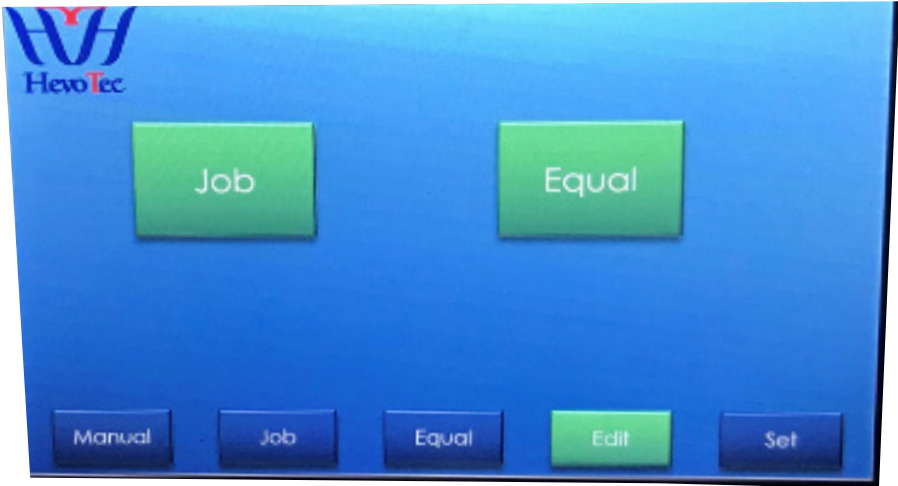 HevoTec
Job
Equal
Manual
Job
Equal
Edit
Set